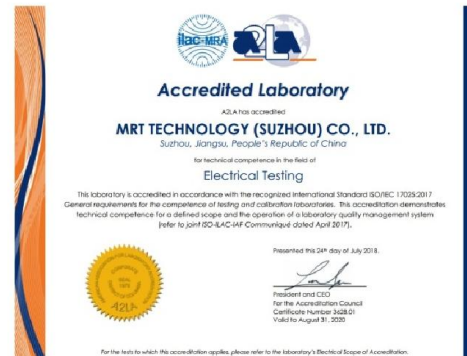 ilac-MRA
A2LA
Accredited Laboratory
A2LA has accredited
MRT TECHNOLOGY (SUZHOU) CO., LTD.
Suzhou, Jiangsu, People's Republic of China
for technical competence in the field of
Electrical Testing
This laboratory is accredited in accordance with the recognized International Standard ISO/IEC 17025:2017
General requirements for the competence of testing and calibration laboratories. This accreditation demonstrates
technical competence for a defined scope and the operation of a laboratory quality management system
(refer to joint ISO-ILAC-IAF Communiqué dated April 2017).
Presented this 24th day of July 2018.
President and CEO
For the Accreditation Council
Certificate Number 3628.01
Valid to August 31, 2020
CORPORATE
SEAL
1978
A2LA
For the tests to which this accreditation applies, please refer to the laboratory's Electrical Scope of Accreditation.